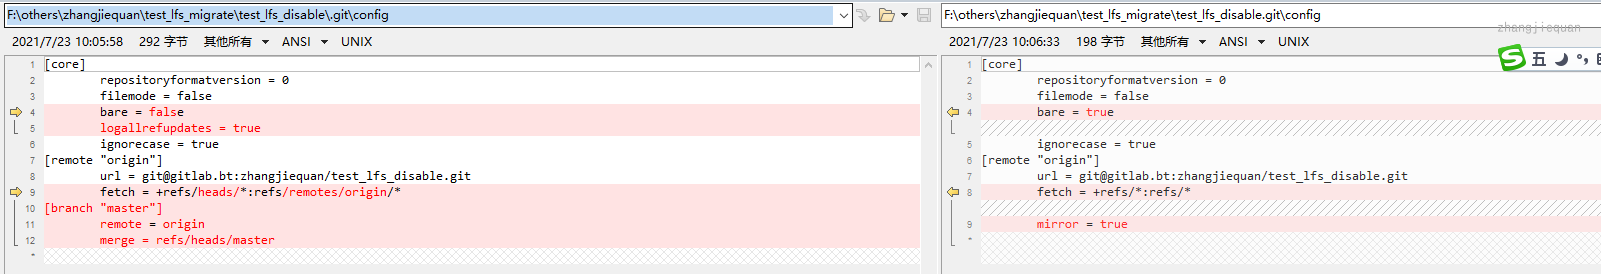 F:\others\zhangjiequan\test_lfs_migrate\test_lfs_disable\.git\config
2021/7/23 10:05:58 292 字节 其他所有 ANSI UNIX
1 [core]
2 repositoryformatversion = 0
3 filemode = false
4 bare = false
5 logallrefupdates = true
6 ignorecase = true
7 [remote "origin"]
8 url = git@gitlab.bt:zhangjiequan/test_lfs_disable.git
9 fetch = +refs/heads/*:refs/remotes/origin/*
10 [branch "master"]
11 remote = origin
12 merge = refs/heads/master
*
F:\others\zhangjiequan\test_lfs_migrate\test_lfs_disable.git\config
zhangjiequan
2021/7/23 10:06:33 198 字节 其他所有 ANSI UNIX
S 五
1 [core]
2 repositoryformatversion = 0
3 filemode = false
4 bare = true
5 ignorecase = true
6 [remote "origin"]
7 url = git@gitlab.bt:zhangjiequan/test_lfs_disable.git
8 fetch = +refs/*:refs/*
9 mirror = true
*